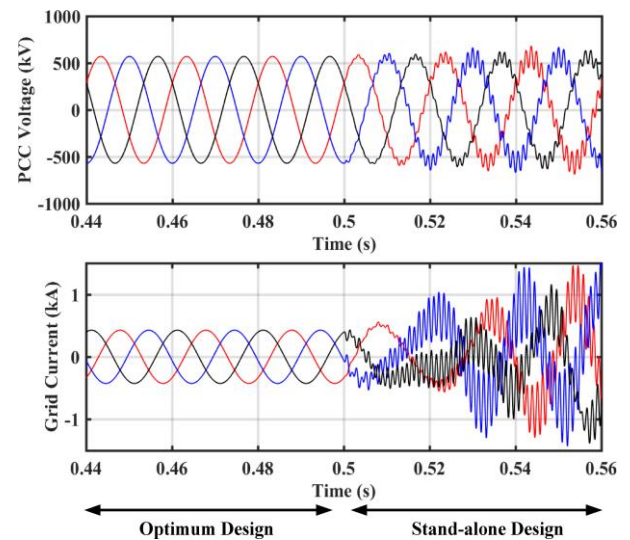 1000
500
0
-500
-1000
PCC Voltage (kV)
0.44 0.46 0.48 0.5 0.52 0.54 0.56
Time (s)
1
0
-1
Grid Current (kA)
0.44 0.46 0.48 0.5 0.52 0.54 0.56
Time (s)
Optimum Design Stand-alone Design